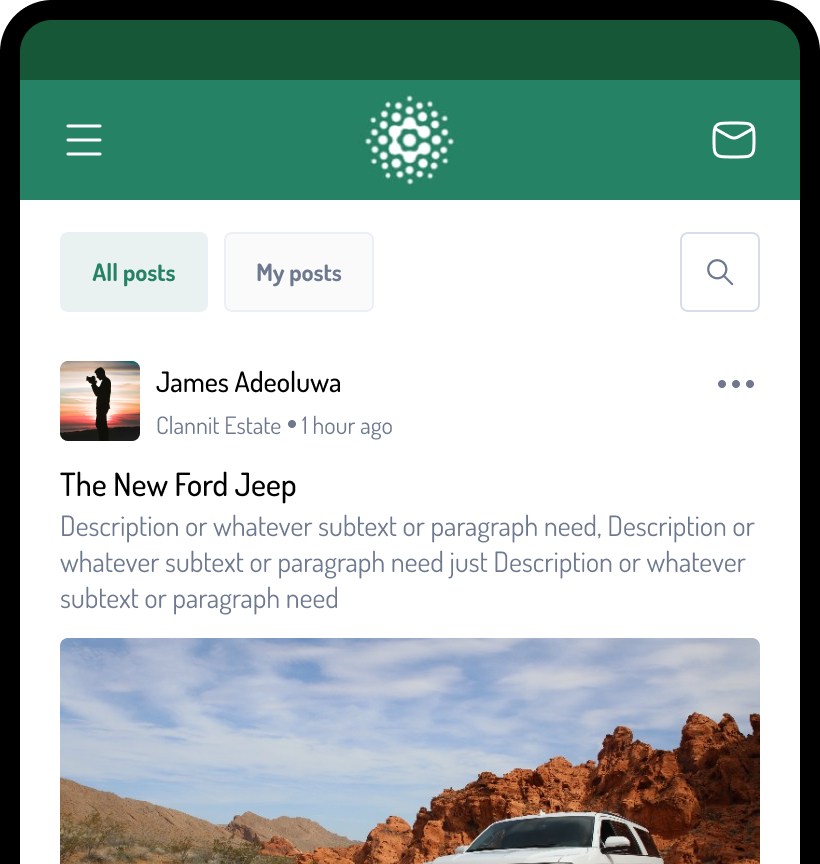 All posts
My posts
James Adeoluwa
Clannit Estate • 1 hour ago
The New Ford Jeep
Description or whatever subtext or paragraph need, Description or
whatever subtext or paragraph need just Description or whatever
subtext or paragraph need